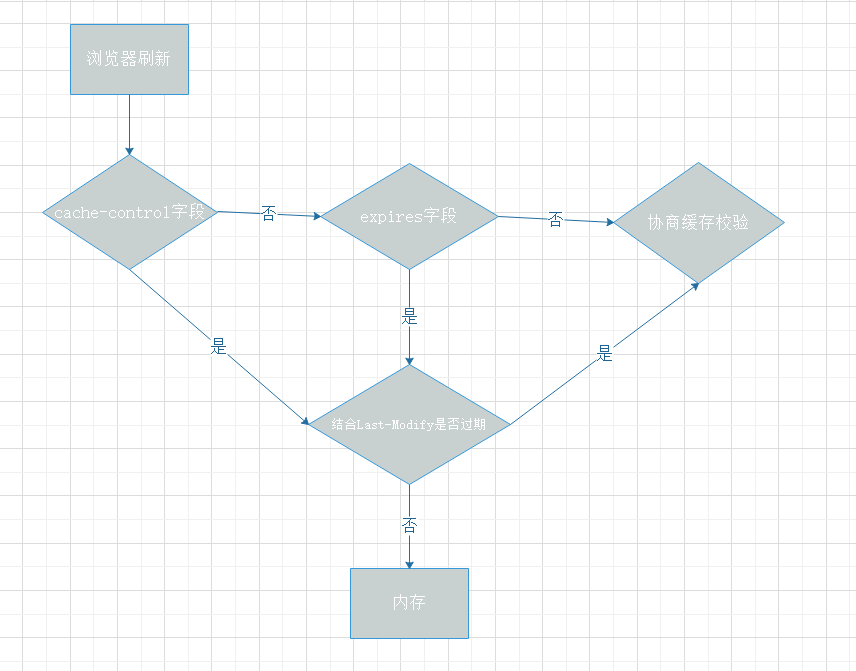 浏览器刷新
cache-control字段
否
expires字段
否
协商缓存校验
是
是
是
结合Last-Modify是否过期
否
内存